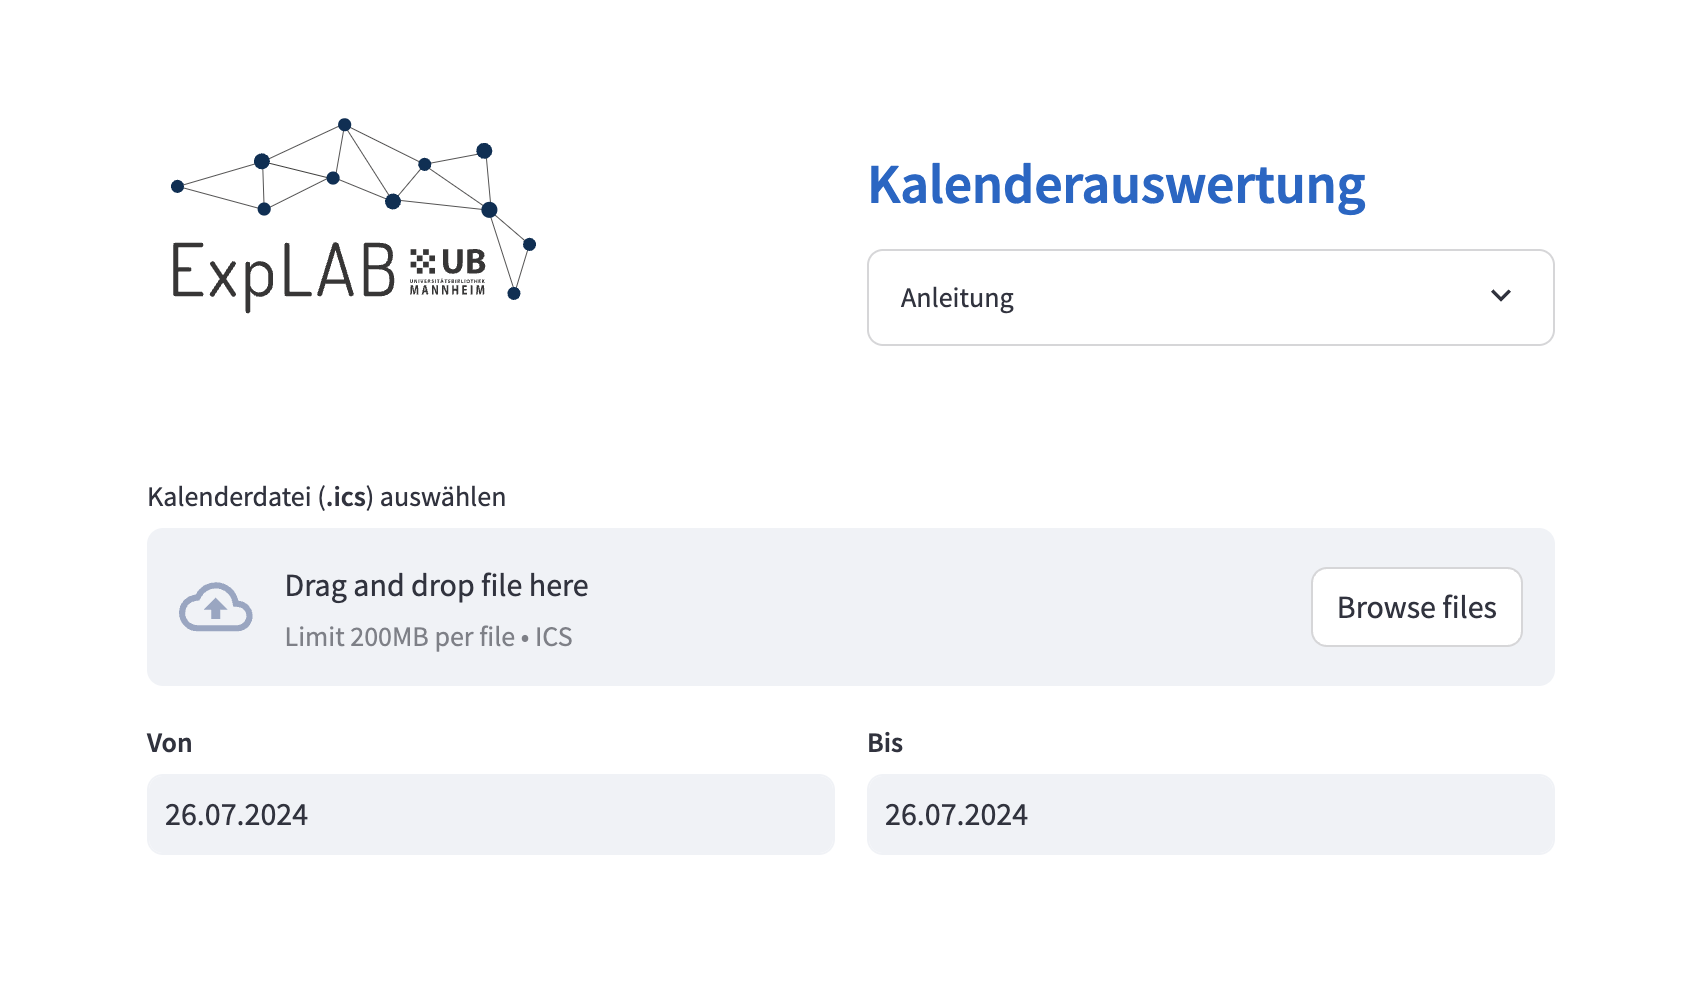 ExpLAB
UB
UNIVERSITÄTSBIBLIOTHEK
MANNHEIM
Kalenderauswertung
Anleitung
Kalenderdatei (.ics) auswählen
Drag and drop file here
Limit 200MB per file • ICS
Browse files
Von
Bis
26.07.2024
26.07.2024